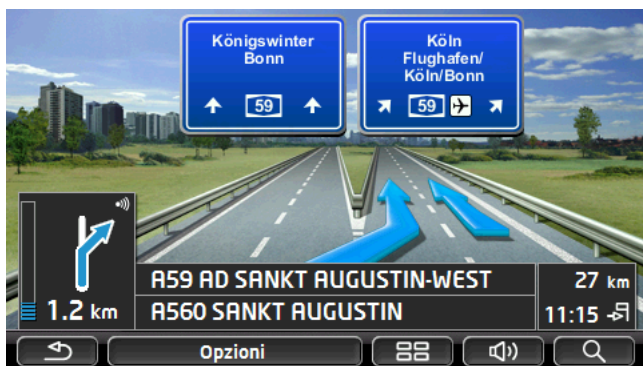 Königswinter
Bonn
59
Köln
Flughafen/
Köln/Bonn
59
1.2 km
A59 AD SANKT AUGUSTIN-WEST
27 km
A560 SANKT AUGUSTIN
11:15
Opzioni